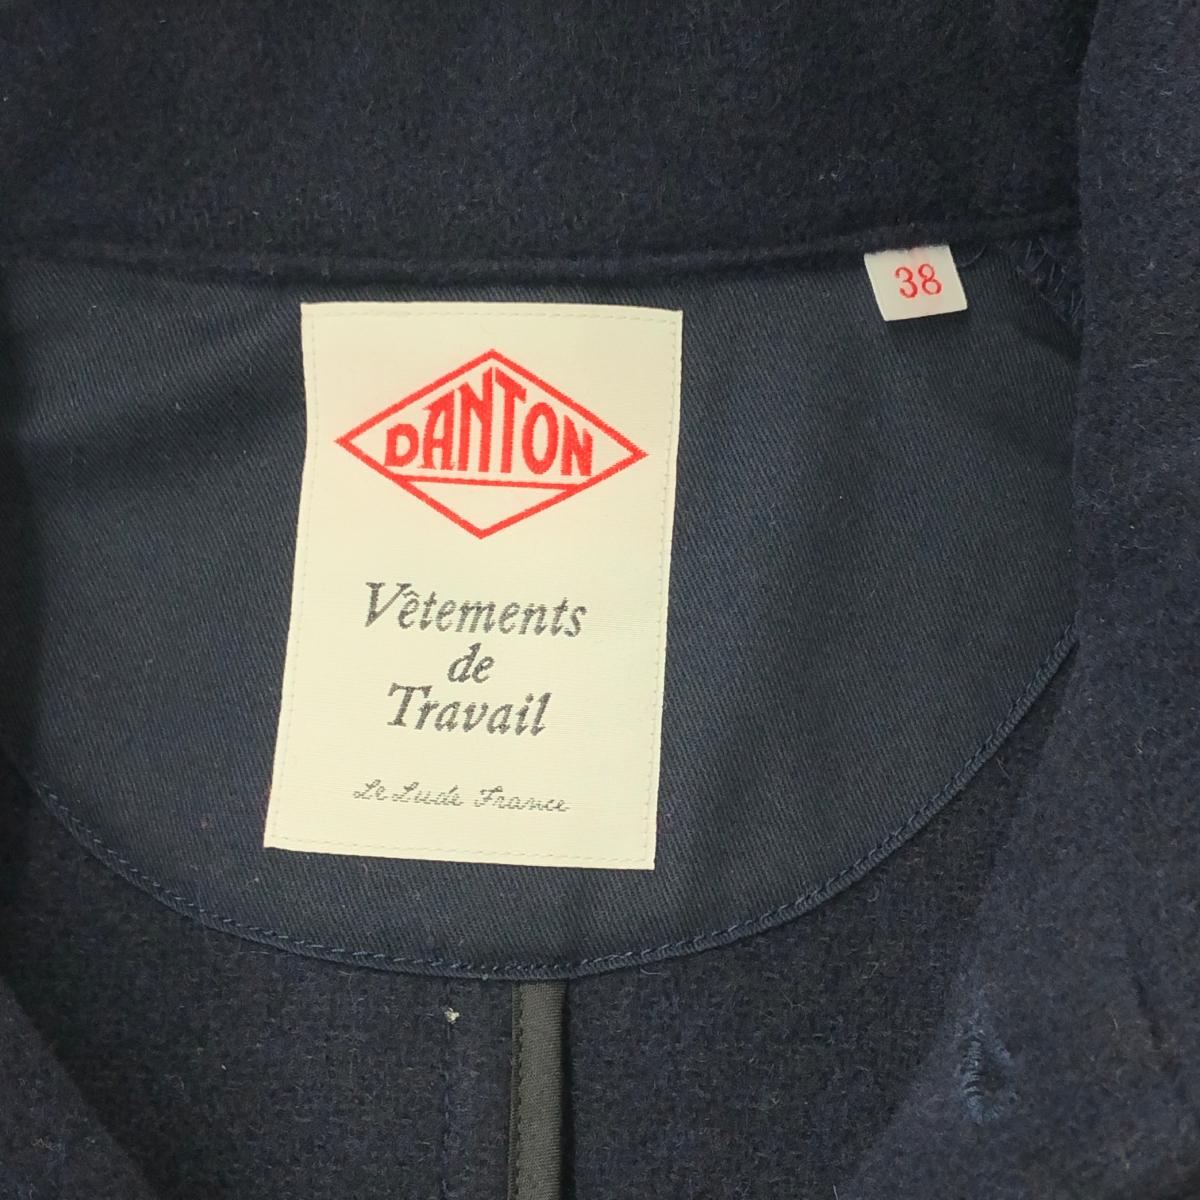 38
DANTON
Vêtements
de
Travail
Le Lude France